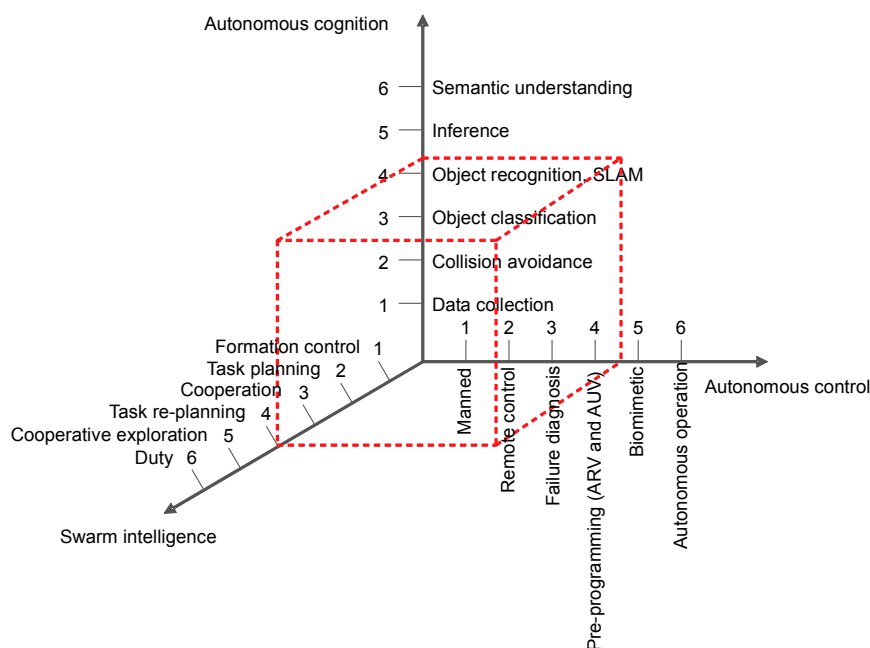 Autonomous cognition
6 Semantic understanding
5 Inference
4 Object recognition, SLAM
3 Object classification
2 Collision avoidance
1 Data collection
1 2 3 4 5 6
Formation control 1
Task planning 2
Cooperation 3
Task re-planning 4
Cooperative exploration 5
Duty 6
Swarm intelligence
Autonomous control
Manned
Remote control
Failure diagnosis
Pre-programming (ARV and AUV)
Biomimetic
Autonomous operation